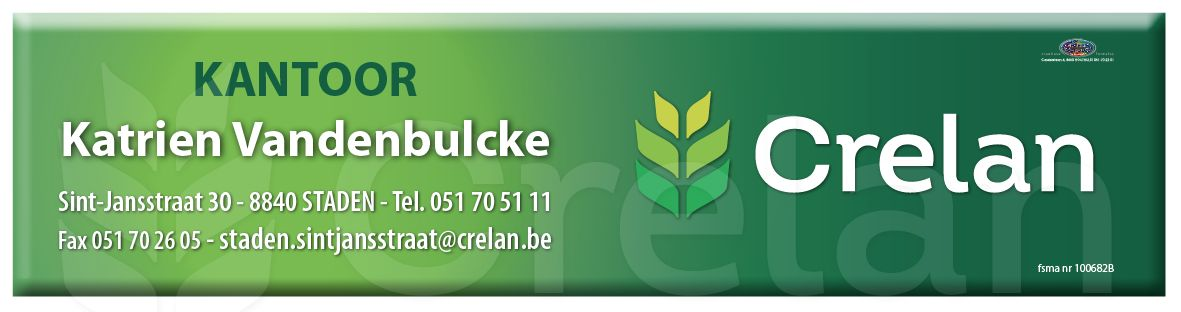 KANTOOR
Katrien Vandenbulcke
Sint-Jansstraat 30 - 8840 STADEN - Tel. 051 70 51 11
Fax 051 70 26 05 - staden.sintjansstraat@crelan.be
Crelan
fsma nr 100682B